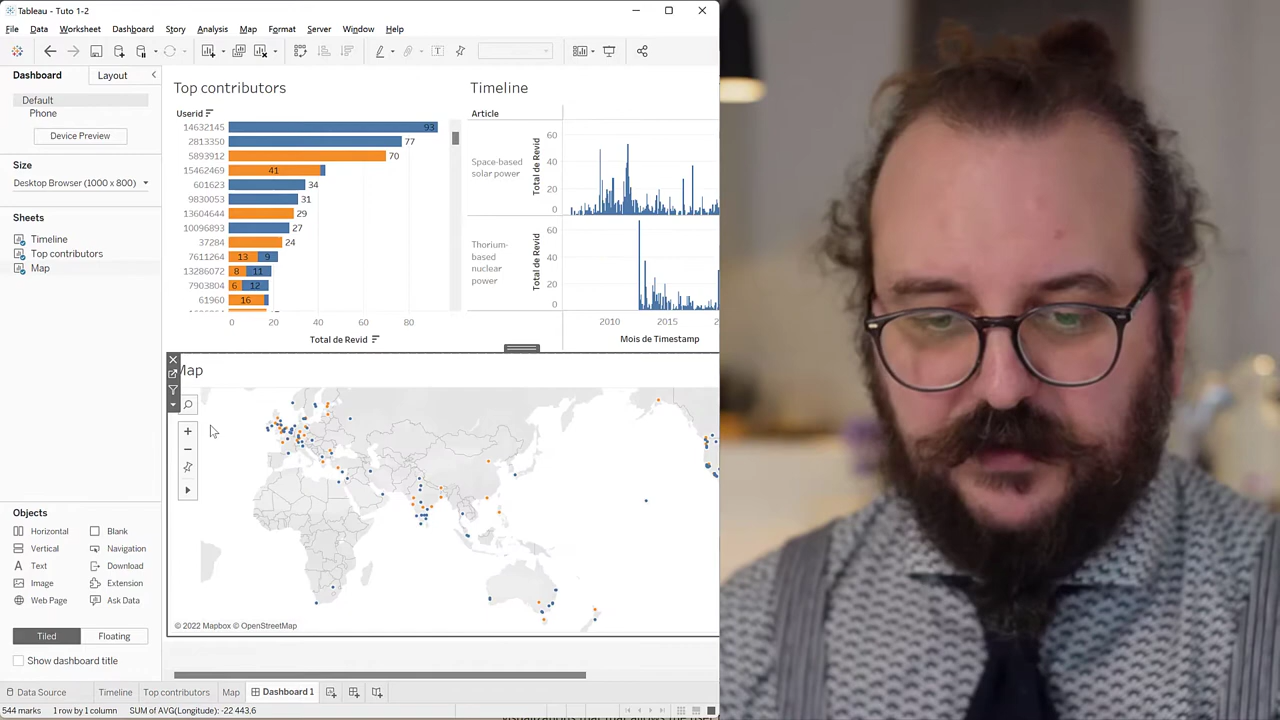 Tableau - Tuto 1-2
File Data Worksheet Dashboard Story Analysis Map Format Server Window Help
Dashboard Layout
Default
Phone
Device Preview
Size
Desktop Browser (1000 x 800)
Sheets
Timeline
Top contributors
Map
Objects
Horizontal Blank
Vertical Navigation
Text Download
Image Extension
Web Page Ask Data
Tiled Floating
Show dashboard title
Top contributors
Userid
14632145 93
2813350 77
5893912 70
15462469 41
601623 34
9830053 31
13604644 29
10096893 27
37284 24
7611264 13 9
13286072 8 11
7903804 6 12
61960 16
0 20 40 60 80
Total de Revid
Timeline
Article
Space-based
solar power
Total de Revid
60
40
20
0
Thorium-
based
nuclear
power
Total de Revid
60
40
20
0
2010 2015
Mois de Timestamp
Map
© 2022 Mapbox © OpenStreetMap
Data Source Timeline Top contributors Map Dashboard 1
544 marks 1 row by 1 column SUM of AVG(Longitude): -22 443,6